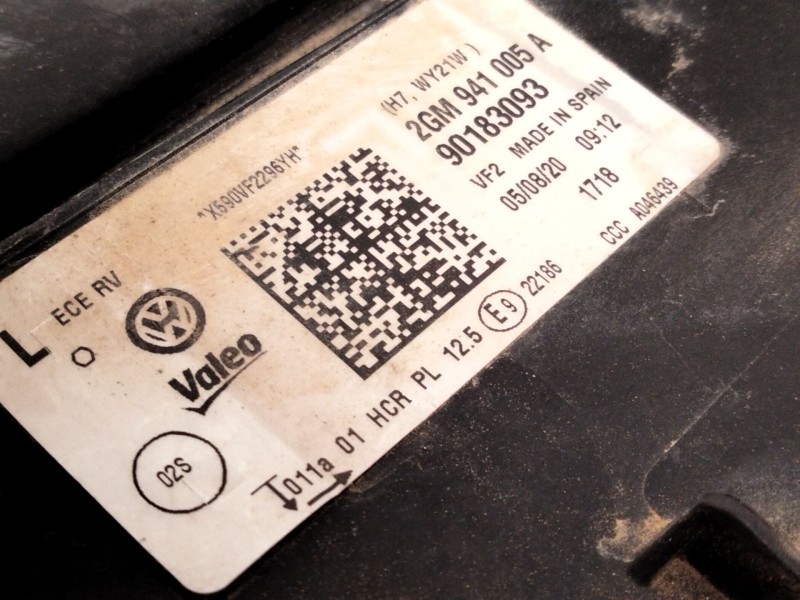 (H7, WY21W )
2GM 941 005 A
90183093
VF2 MADE IN SPAIN
05/08/20 09:12
1718
CCC A046439
"X590VF2296YH"
L ECE RV
VW
Valeo
02S
011a 01 HCR PL 12.5 E9 22186